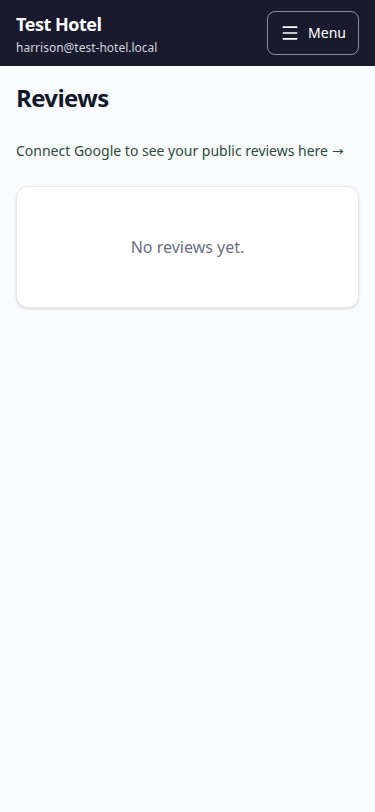 Test Hotel
harrison@test-hotel.local
Menu
Reviews
Connect Google to see your public reviews here →
No reviews yet.